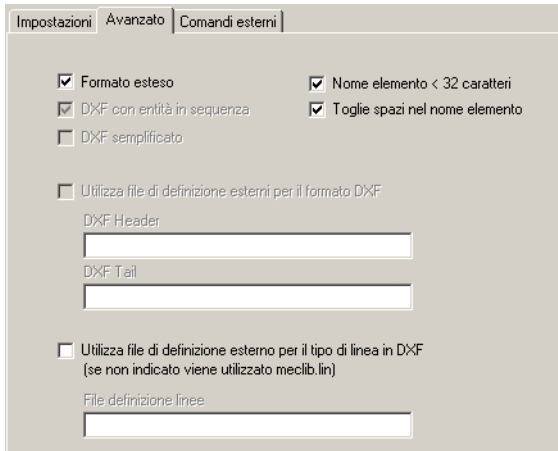 Impostazioni Avanzato Comandi esterni
Formato esteso Nome elemento < 32 caratteri
DXF con entità in sequenza Toglie spazi nel nome elemento
DXF semplificato
Utilizza file di definizione esterni per il formato DXF
DXF Header
DXF Tail
Utilizza file di definizione esterno per il tipo di linea in DXF
(se non indicato viene utilizzato meclib.lin)
File definizione linee